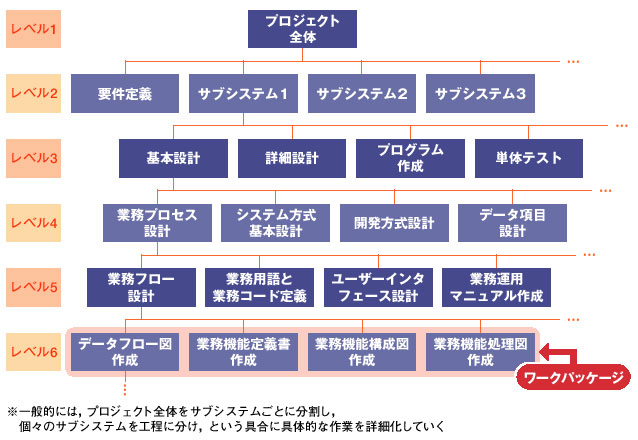 レベル1
プロジェクト
全体
…
レベル2
要件定義
サブシステム1
サブシステム2
サブシステム3
…
レベル3
基本設計
詳細設計
プログラム
作成
単体テスト
…
レベル4
業務プロセス
設計
システム方式
基本設計
開発方式設計
データ項目
設計
…
レベル5
業務フロー
設計
業務用語と
業務コード定義
ユーザーインタ
フェース設計
業務運用
マニュアル作成
…
レベル6
データフロー図
作成
業務機能定義書
作成
業務機能構成図
作成
業務機能処理図
作成
ワークパッケージ
※一般的には，プロジェクト全体をサブシステムごとに分割し，
個々のサブシステムを工程に分け，という具合に具体的な作業を詳細化していく